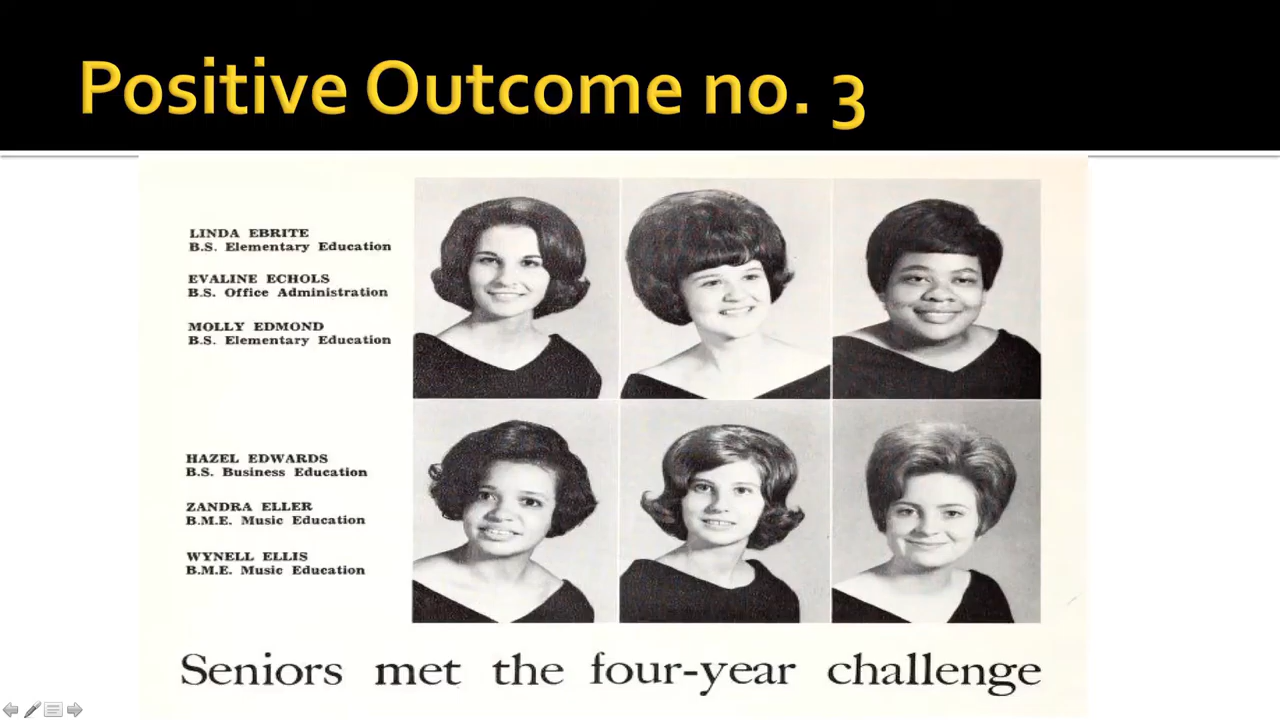 Positive Outcome no. 3
LINDA EBRITE
B.S. Elementary Education
EVALINE ECHOLS
B.S. Office Administration
MOLLY EDMOND
B.S. Elementary Education
HAZEL EDWARDS
B.S. Business Education
ZANDRA ELLER
B.M.E. Music Education
WYNELL ELLIS
B.M.E. Music Education
Seniors met the four-year challenge